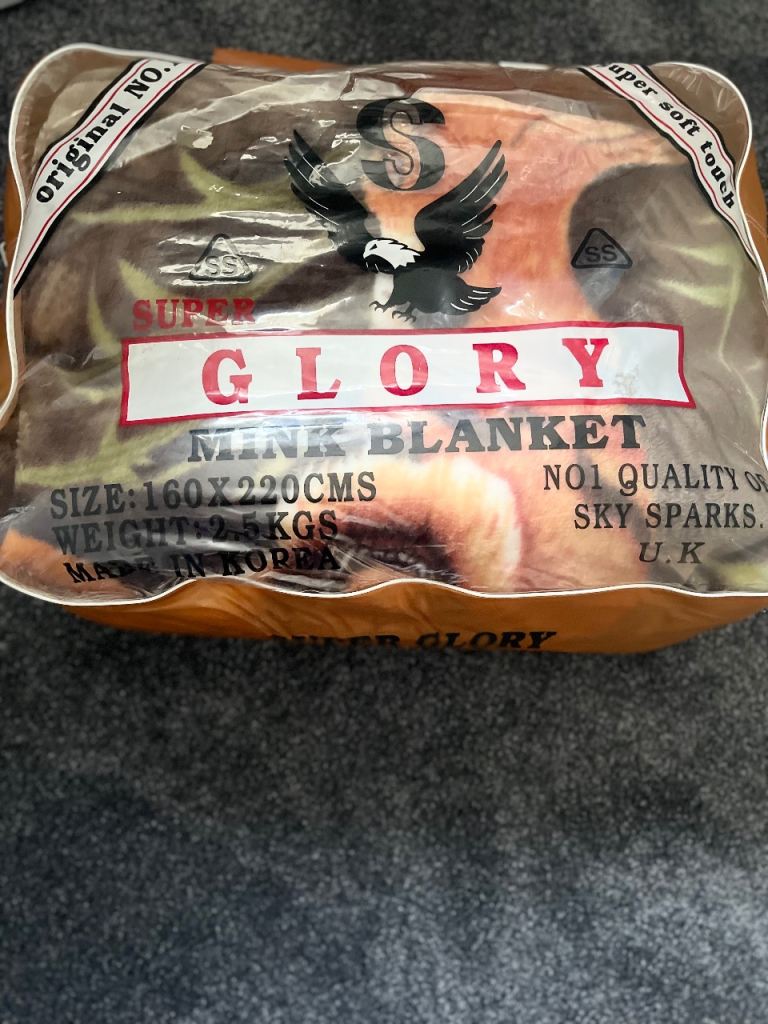 original NO.1
super soft touch
S
SS
SS
SUPER
GLORY
MINK BLANKET
SIZE:160X220CMS
WEIGHT:2.5KGS
MADE IN KOREA
NO1 QUALITY OF
SKY SPARKS.
U.K
SUPER GLORY